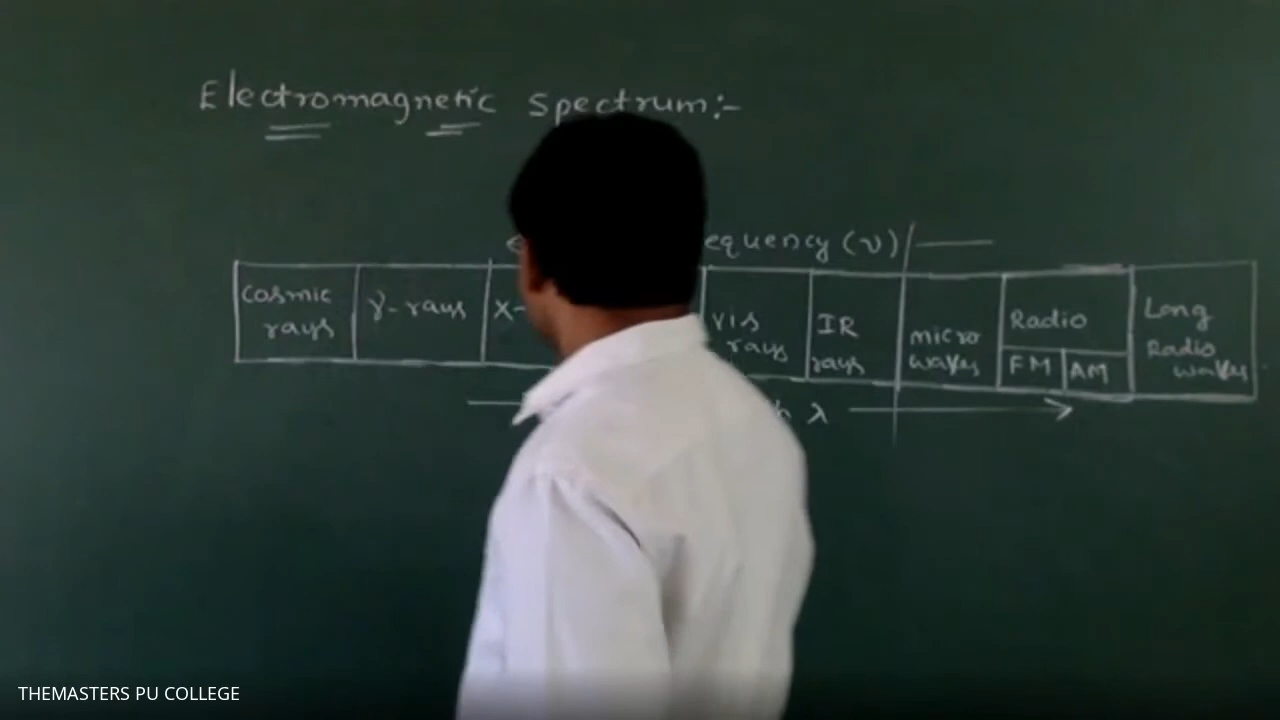 Electromagnetic Spectrum:-
(ν)
Cosmic
rays
γ-rays
vis
rays
IR
rays
micro
waves
Radio
FM AM
Long
Radio
waves
λ
THEMASTERS PU COLLEGE